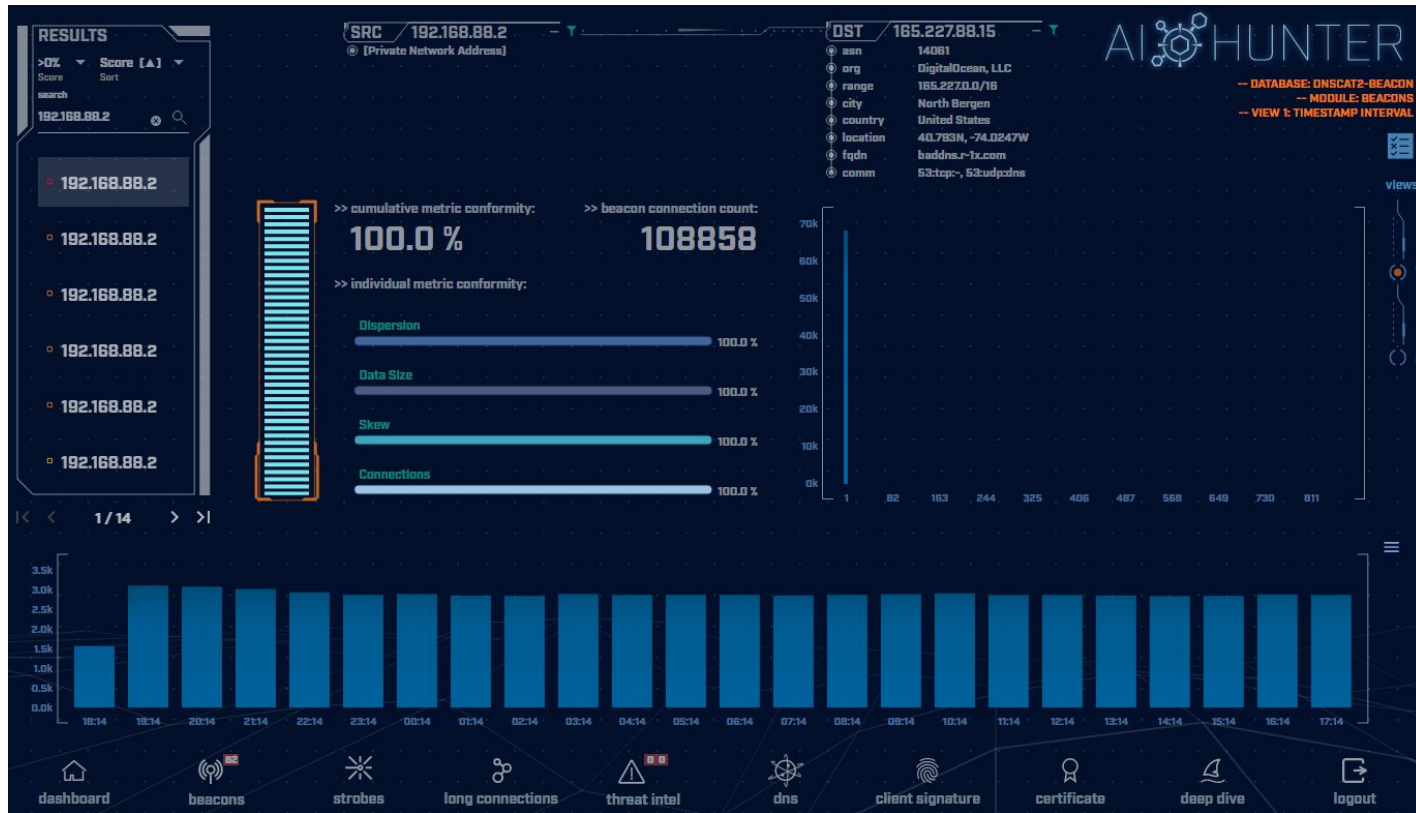 RESULTS
>0% Score [▲]
Score Sort
search
192.168.88.2
192.168.88.2
192.168.88.2
192.168.88.2
192.168.88.2
192.168.88.2
192.168.88.2
1 / 14
SRC 192.168.88.2
[Private Network Address]
DST 165.227.88.15
asn 14061
org DigitalOcean, LLC
range 165.227.0.0/16
city North Bergen
country United States
location 40.793N, -74.0247W
fqdn baddns.r-1x.com
comm 53:tcp:-, 53:udp:dns
AI HUNTER
-- DATABASE: DNSCAT2-BEACON
-- MODULE: BEACONS
-- VIEW 1: TIMESTAMP INTERVAL
views
>> cumulative metric conformity:
100.0 %
>> beacon connection count:
108858
>> individual metric conformity:
Dispersion
100.0 %
Data Size
100.0 %
Skew
100.0 %
Connections
100.0 %
70k
60k
50k
40k
30k
20k
10k
0k
1 82 163 244 325 406 487 568 649 730 811
3.5k
3.0k
2.5k
2.0k
1.5k
1.0k
0.5k
0.0k
18:14 19:14 20:14 21:14 22:14 23:14 00:14 01:14 02:14 03:14 04:14 05:14 06:14 07:14 08:14 09:14 10:14 11:14 12:14 13:14 14:14 15:14 16:14 17:14
82 0 0
dashboard beacons strobes long connections threat intel dns client signature certificate deep dive logout